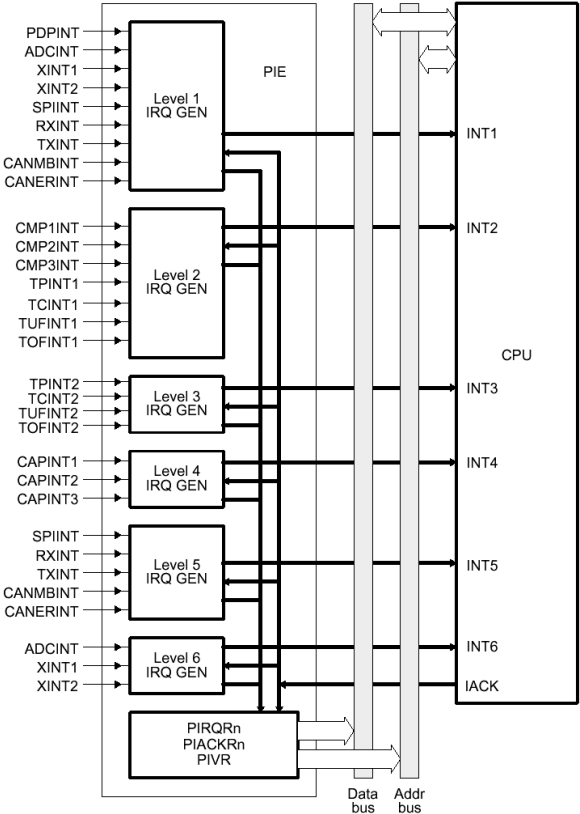 PDPINT
ADCINT
XINT1
XINT2
SPIINT
RXINT
TXINT
CANMBINT
CANERINT
Level 1
IRQ GEN
PIE
INT1
CMP1INT
CMP2INT
CMP3INT
TPINT1
TCINT1
TUFINT1
TOFINT1
Level 2
IRQ GEN
INT2
CPU
TPINT2
TCINT2
TUFINT2
TOFINT2
Level 3
IRQ GEN
INT3
CAPINT1
CAPINT2
CAPINT3
Level 4
IRQ GEN
INT4
SPIINT
RXINT
TXINT
CANMBINT
CANERINT
Level 5
IRQ GEN
INT5
ADCINT
XINT1
XINT2
Level 6
IRQ GEN
INT6
IACK
PIRQRn
PIACKRn
PIVR
Data
bus
Addr
bus